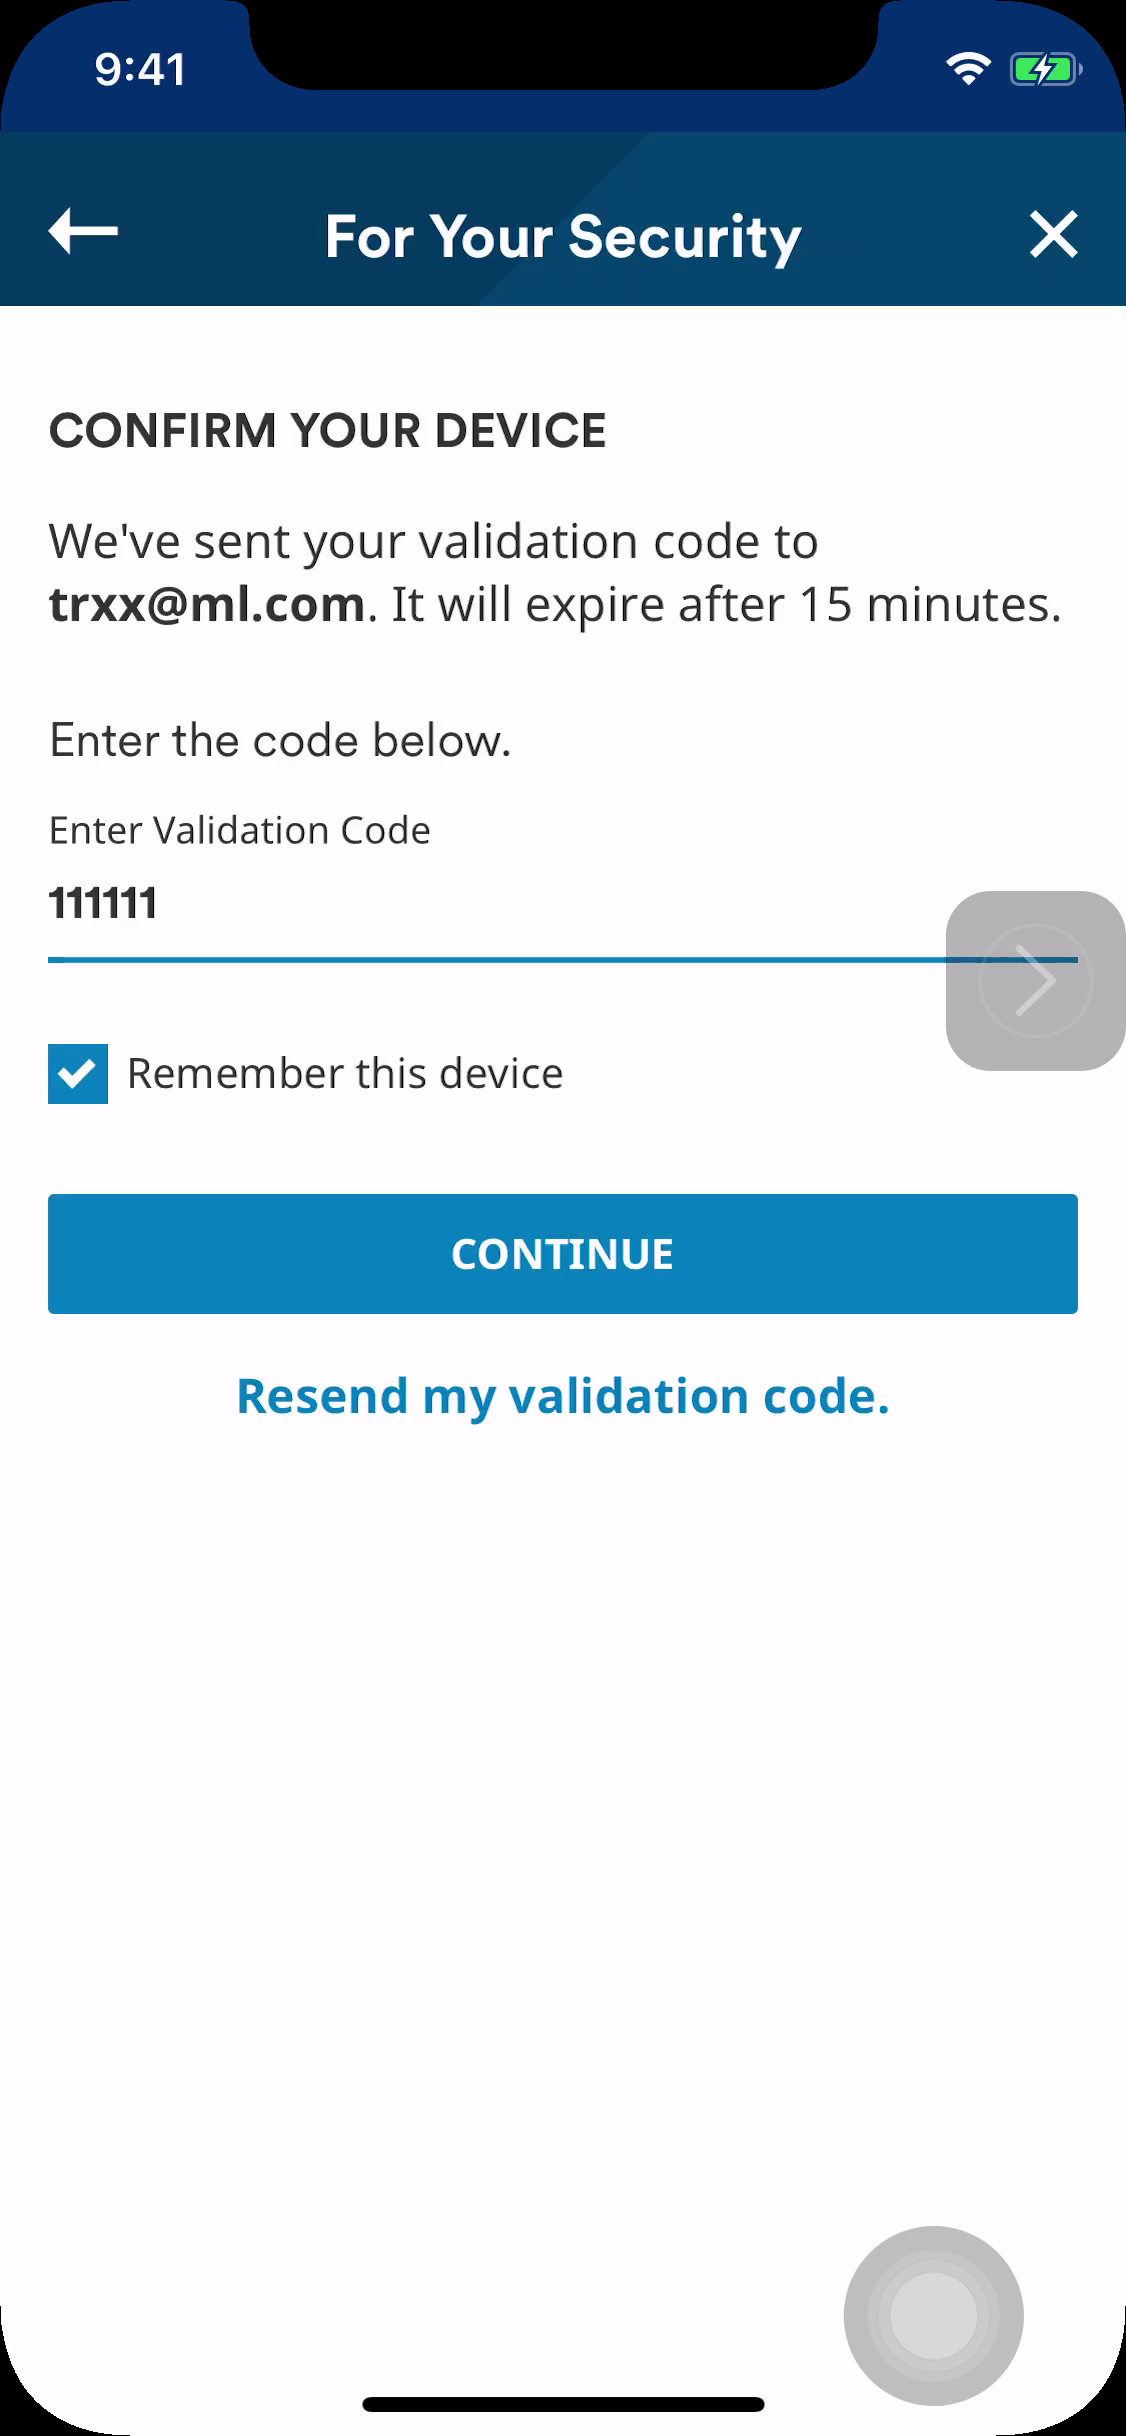 9:41
For Your Security
CONFIRM YOUR DEVICE
We've sent your validation code to
trxx@ml.com. It will expire after 15 minutes.
Enter the code below.
Enter Validation Code
111111
Remember this device
CONTINUE
Resend my validation code.